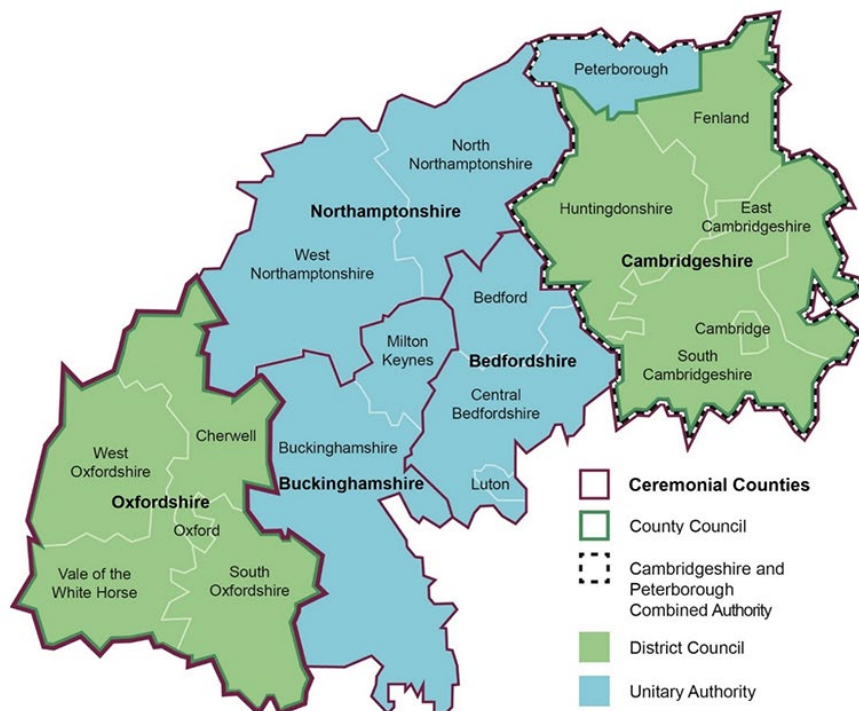 Peterborough
Fenland
North
Northamptonshire
Northamptonshire
Huntingdonshire
East
Cambridgeshire
West
Northamptonshire
Cambridgeshire
Bedford
Milton
Keynes
Cambridge
Bedfordshire
South
Cambridgeshire
Central
Bedfordshire
Cherwell
West
Oxfordshire
Buckinghamshire
Buckinghamshire
Luton
Oxfordshire
Oxford
Vale of the
White Horse
South
Oxfordshire
Ceremonial Counties
County Council
Cambridgeshire and
Peterborough
Combined Authority
District Council
Unitary Authority